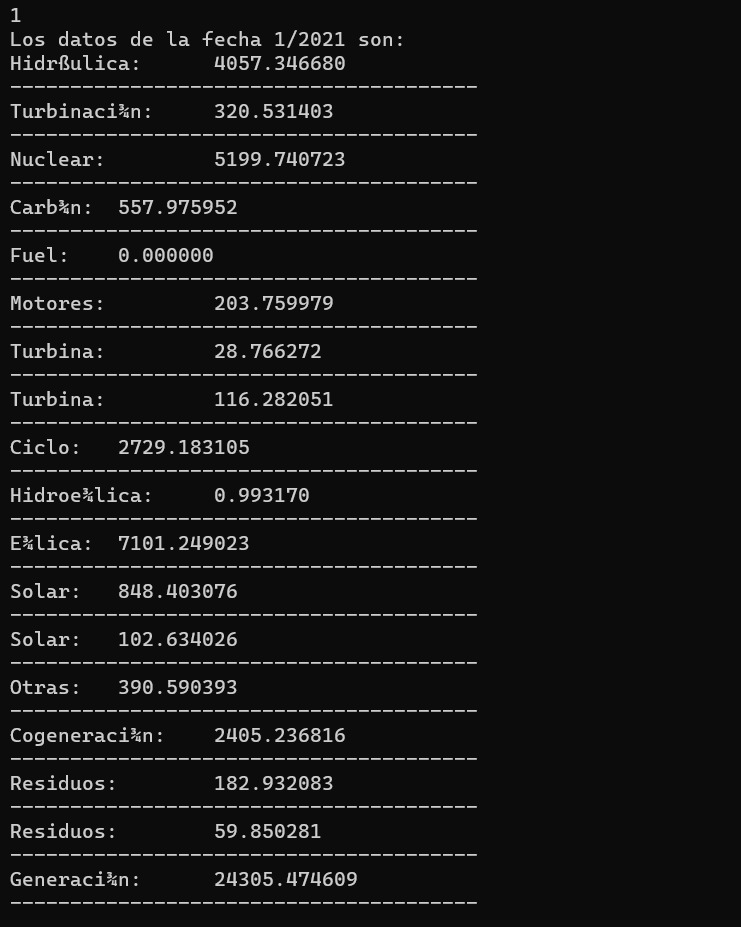 1
Los datos de la fecha 1/2021 son:
Hidrßulica: 4057.346680
---------------------------------------
Turbinaci¾n: 320.531403
---------------------------------------
Nuclear: 5199.740723
---------------------------------------
Carb¾n: 557.975952
---------------------------------------
Fuel: 0.000000
---------------------------------------
Motores: 203.759979
---------------------------------------
Turbina: 28.766272
---------------------------------------
Turbina: 116.282051
---------------------------------------
Ciclo: 2729.183105
---------------------------------------
Hidroe¾lica: 0.993170
---------------------------------------
E¾lica: 7101.249023
---------------------------------------
Solar: 848.403076
---------------------------------------
Solar: 102.634026
---------------------------------------
Otras: 390.590393
---------------------------------------
Cogeneraci¾n: 2405.236816
---------------------------------------
Residuos: 182.932083
---------------------------------------
Residuos: 59.850281
---------------------------------------
Generaci¾n: 24305.474609
---------------------------------------